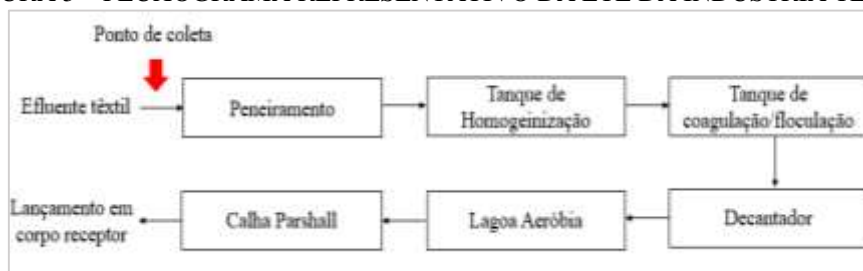 Ponto de coleta
Efluente têxtil
Peneiramento
Tanque de
Homogeinização
Tanque de
coagulação/floculação
Decantador
Lagoa Aeróbia
Calha Parshall
Lançamento em
corpo receptor